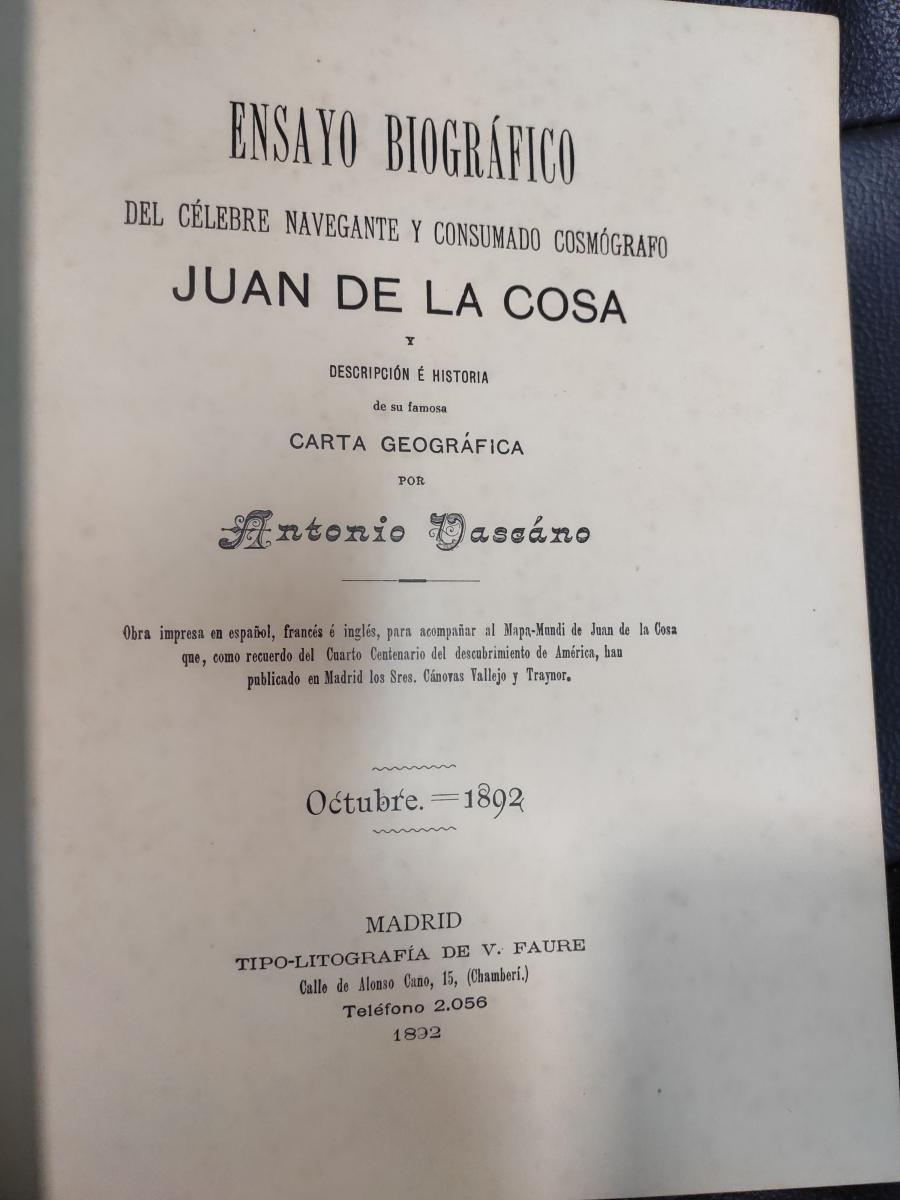 ENSAYO BIOGRÁFICO
DEL CÉLEBRE NAVEGANTE Y CONSUMADO COSMÓGRAFO
JUAN DE LA COSA
Y
DESCRIPCIÓN É HISTORIA
de su famosa
CARTA GEOGRÁFICA
POR
Antonio Vascáno
Obra impresa en español, francés é inglés, para acompañar al Mapa-Mundi de Juan de la Cosa
que, como recuerdo del Cuarto Centenario del descubrimiento de América, han
publicado en Madrid los Sres. Cánovas Vallejo y Traynor.
Octubre.=1892
MADRID
TIPO-LITOGRAFÍA DE V. FAURE
Calle de Alonso Cano, 15, (Chamberí.)
Teléfono 2.056
1892